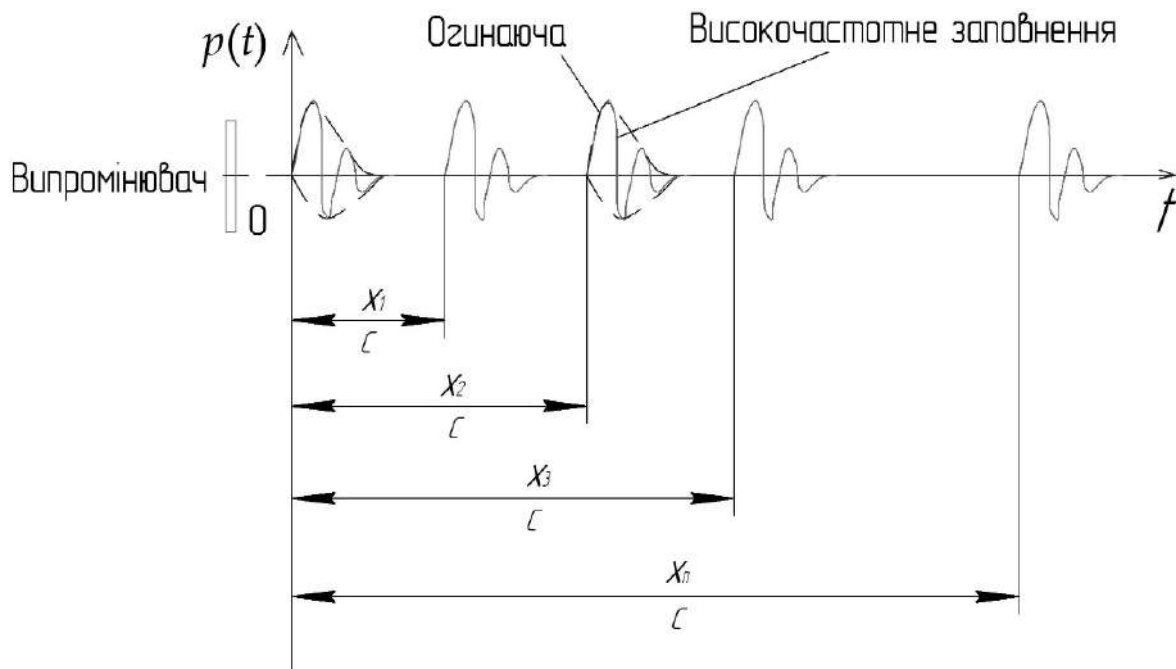 p(t)
Огинаюча
Високочастотне заповнення
Випромінювач
0
t
X₁
C
X₂
C
X₃
C
Xₙ
C